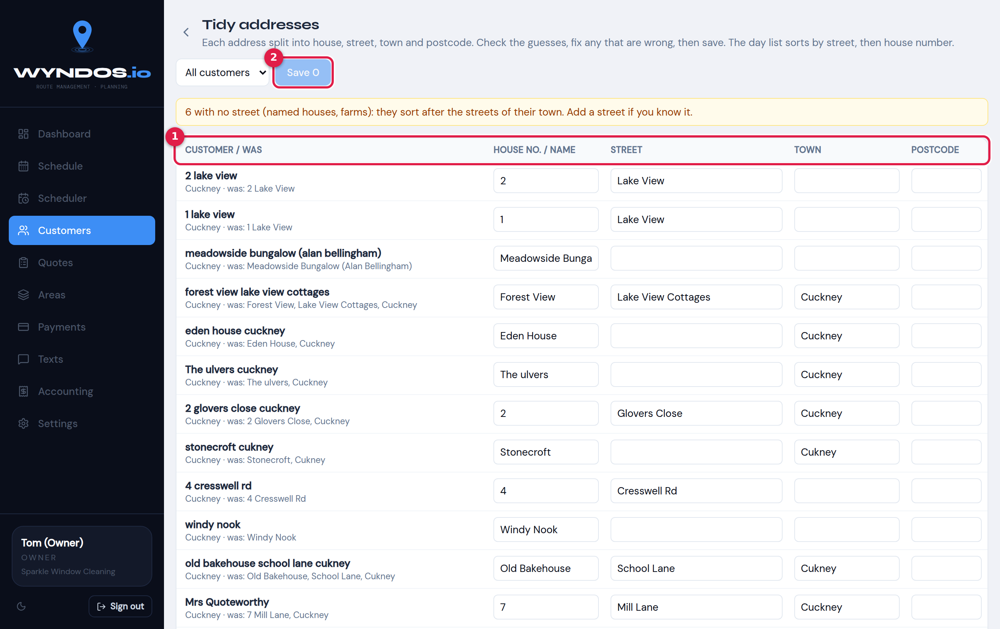 WYNDOS.io
ROUTE MANAGEMENT · PLANNING
Dashboard
Schedule
Scheduler
Customers
Quotes
Areas
Payments
Texts
Accounting
Settings
Tom (Owner)
OWNER
Sparkle Window Cleaning
Sign out
Tidy addresses
Each address split into house, street, town and postcode. Check the guesses, fix any that are wrong, then save. The day list sorts by street, then house number.
All customers
2
Save 0
6 with no street (named houses, farms): they sort after the streets of their town. Add a street if you know it.
1
CUSTOMER / WAS HOUSE NO. / NAME STREET TOWN POSTCODE
2 lake view
Cuckney · was: 2 Lake View
2 Lake View
1 lake view
Cuckney · was: 1 Lake View
1 Lake View
meadowside bungalow (alan bellingham)
Cuckney · was: Meadowside Bungalow (Alan Bellingham)
Meadowside Bunga
forest view lake view cottages
Cuckney · was: Forest View, Lake View Cottages, Cuckney
Forest View Lake View Cottages Cuckney
eden house cuckney
Cuckney · was: Eden House, Cuckney
Eden House Cuckney
The ulvers cuckney
Cuckney · was: The ulvers, Cuckney
The ulvers Cuckney
2 glovers close cuckney
Cuckney · was: 2 Glovers Close, Cuckney
2 Glovers Close Cuckney
stonecroft cukney
Cuckney · was: Stonecroft, Cukney
Stonecroft Cukney
4 cresswell rd
Cuckney · was: 4 Cresswell Rd
4 Cresswell Rd
windy nook
Cuckney · was: Windy Nook
Windy Nook
old bakehouse school lane cukney
Cuckney · was: Old Bakehouse, School Lane, Cukney
Old Bakehouse School Lane Cukney
Mrs Quoteworthy
Cuckney · was: 7 Mill Lane, Cuckney
7 Mill Lane Cuckney